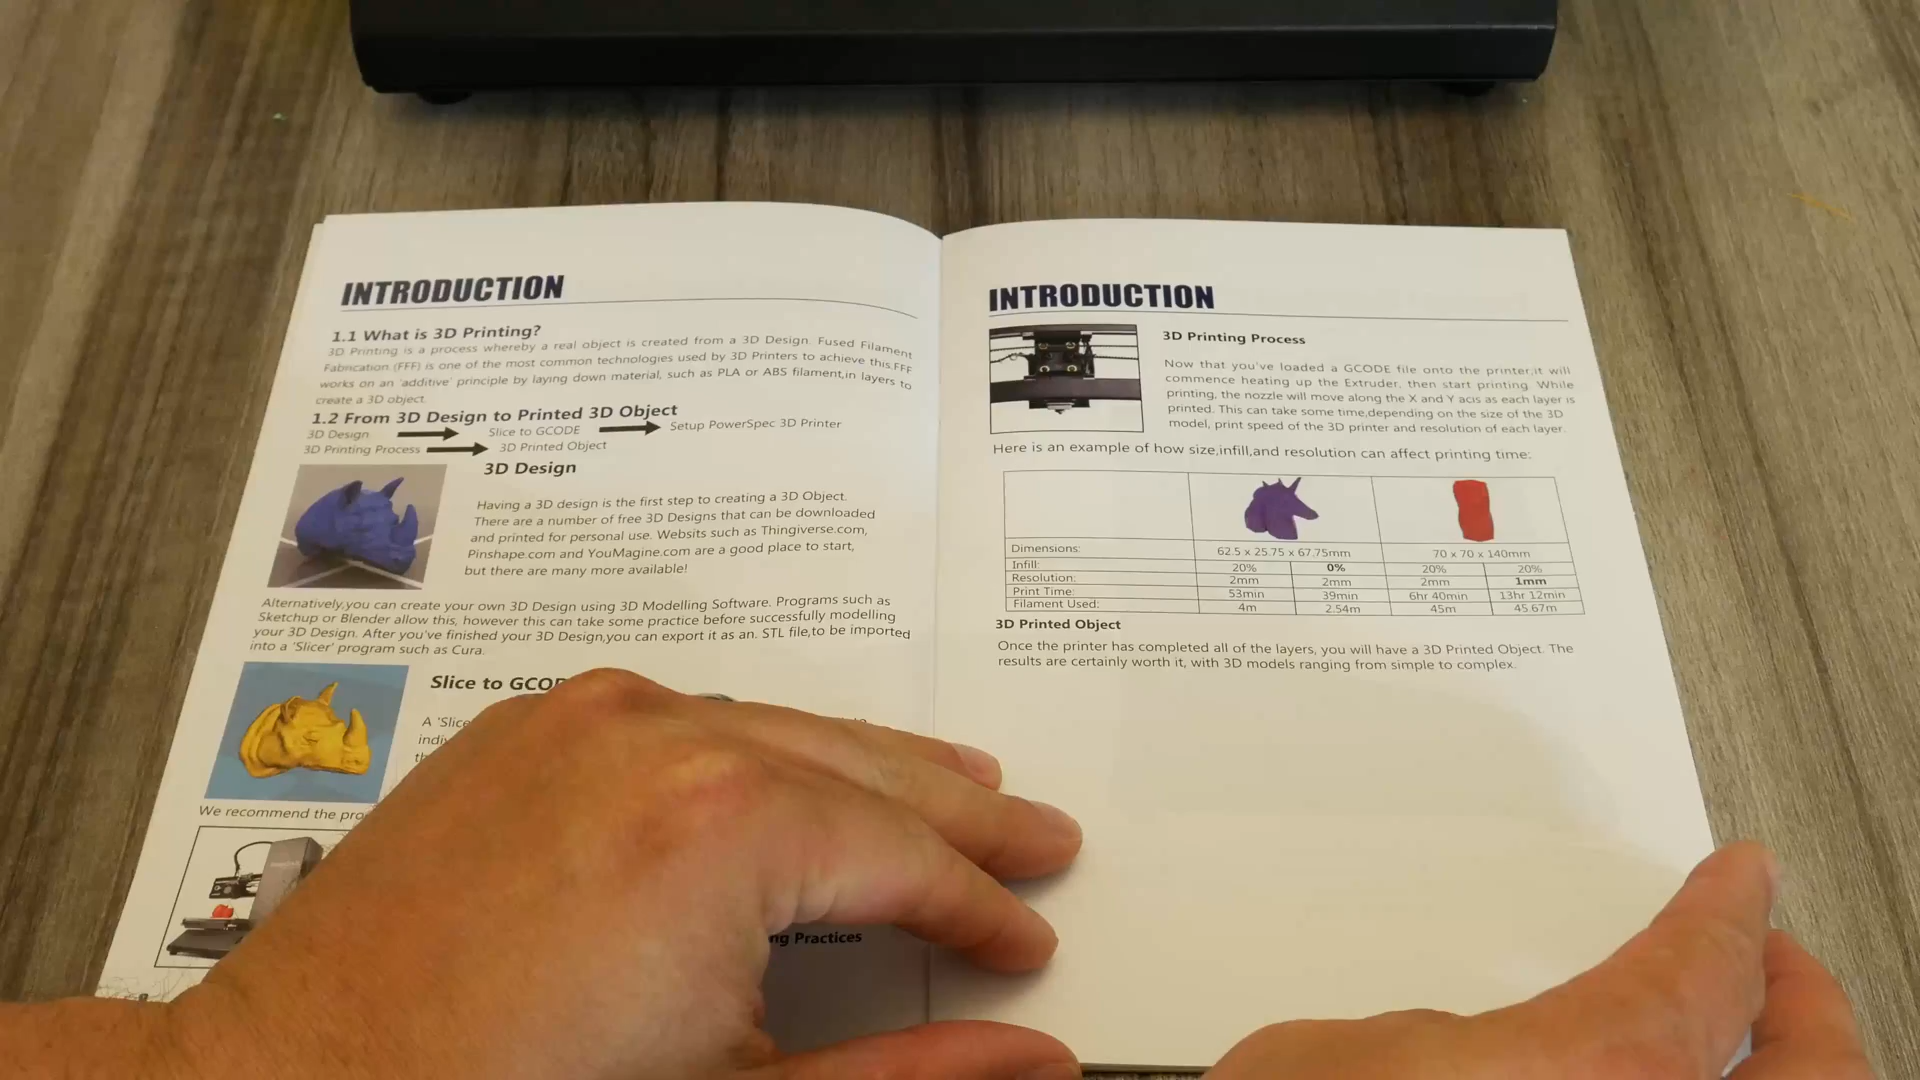 INTRODUCTION
1.1 What is 3D Printing?
3D Printing is a process whereby a real object is created from a 3D Design. Fused Filament
Fabrication (FFF) is one of the most common technologies used by 3D Printers to achieve this.FFF
works on an 'additive' principle by laying down material, such as PLA or ABS filament,in layers to
create a 3D object.
1.2 From 3D Design to Printed 3D Object
3D Design Slice to GCODE Setup PowerSpec 3D Printer
3D Printing Process 3D Printed Object
3D Design
Having a 3D design is the first step to creating a 3D Object.
There are a number of free 3D Designs that can be downloaded
and printed for personal use. Websits such as Thingiverse.com,
Pinshape.com and YouMagine.com are a good place to start,
but there are many more available!
Alternatively,you can create your own 3D Design using 3D Modelling Software. Programs such as
Sketchup or Blender allow this, however this can take some practice before successfully modelling
your 3D Design. After you've finished your 3D Design,you can export it as an. STL file,to be imported
into a 'Slicer' program such as Cura.
Slice to
A 'Slice
We recommend the
Practices
INTRODUCTION
3D Printing Process
Now that you've loaded a GCODE file onto the printer,it will
commence heating up the Extruder, then start printing. While
printing, the nozzle will move along the X and Y acis as each layer is
printed. This can take some time,depending on the size of the 3D
model, print speed of the 3D printer and resolution of each layer.
Here is an example of how size,infill,and resolution can affect printing time:
Dimensions: 62.5 x 25.75 x 67.75mm 70 x 70 x 140mm
Infill: 20% 0% 20% 20%
Resolution: 2mm 2mm 2mm 1mm
Print Time: 53min 39min 6hr 40min 13hr 12min
Filament Used: 4m 2.54m 45m 45.67m
3D Printed Object
Once the printer has completed all of the layers, you will have a 3D Printed Object. The
results are certainly worth it, with 3D models ranging from simple to complex.